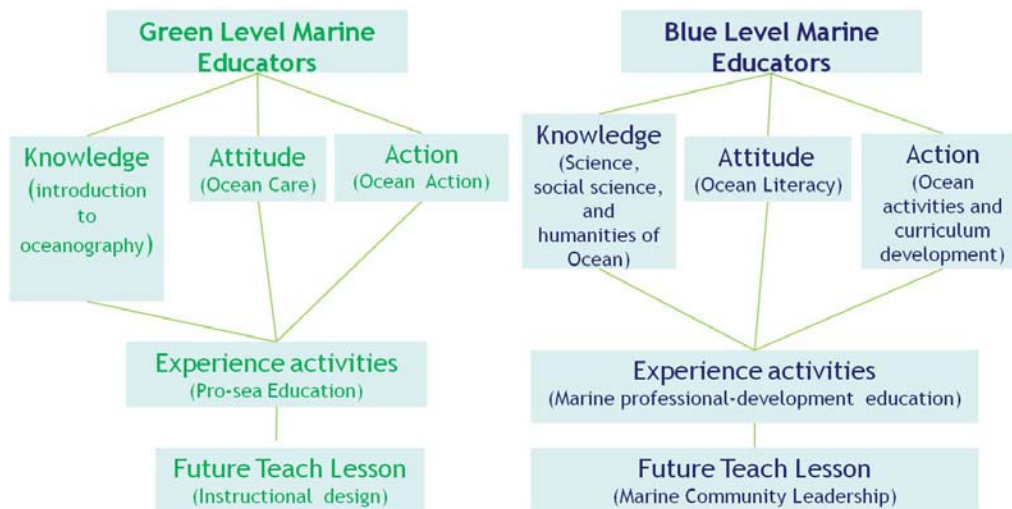 Green Level Marine
Educators
Knowledge
(introduction
to
oceanography)
Attitude
(Ocean Care)
Action
(Ocean Action)
Experience activities
(Pro-sea Education)
Future Teach Lesson
(Instructional design)
Blue Level Marine
Educators
Knowledge
(Science,
social science,
and
humanities of
Ocean)
Attitude
(Ocean Literacy)
Action
(Ocean
activities and
curriculum
development)
Experience activities
(Marine professional-development education)
Future Teach Lesson
(Marine Community Leadership)